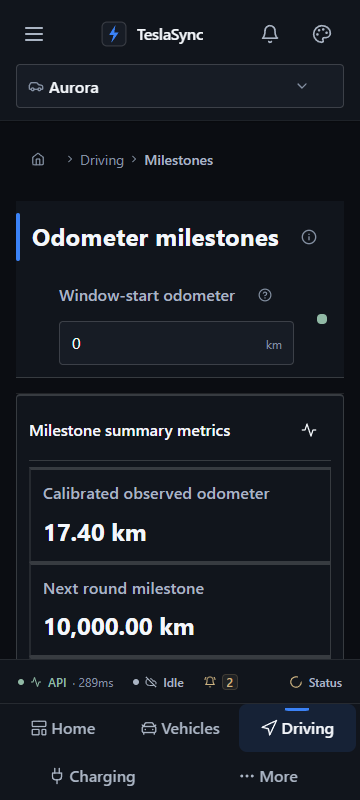 TeslaSync
Aurora
Driving Milestones
Odometer milestones
Window-start odometer
0 km
Milestone summary metrics
Calibrated observed odometer
17.40 km
Next round milestone
10,000.00 km
API · 289ms Idle 2 Status
Home Vehicles Driving
Charging More